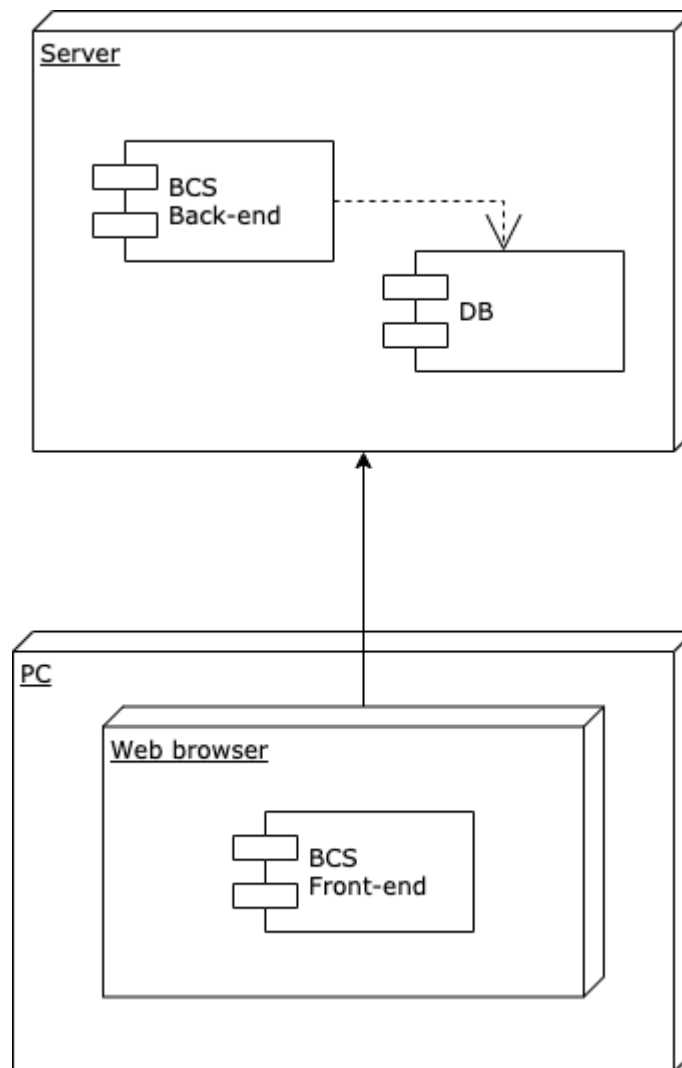 Server
BCS
Back-end
DB
PC
Web browser
BCS
Front-end